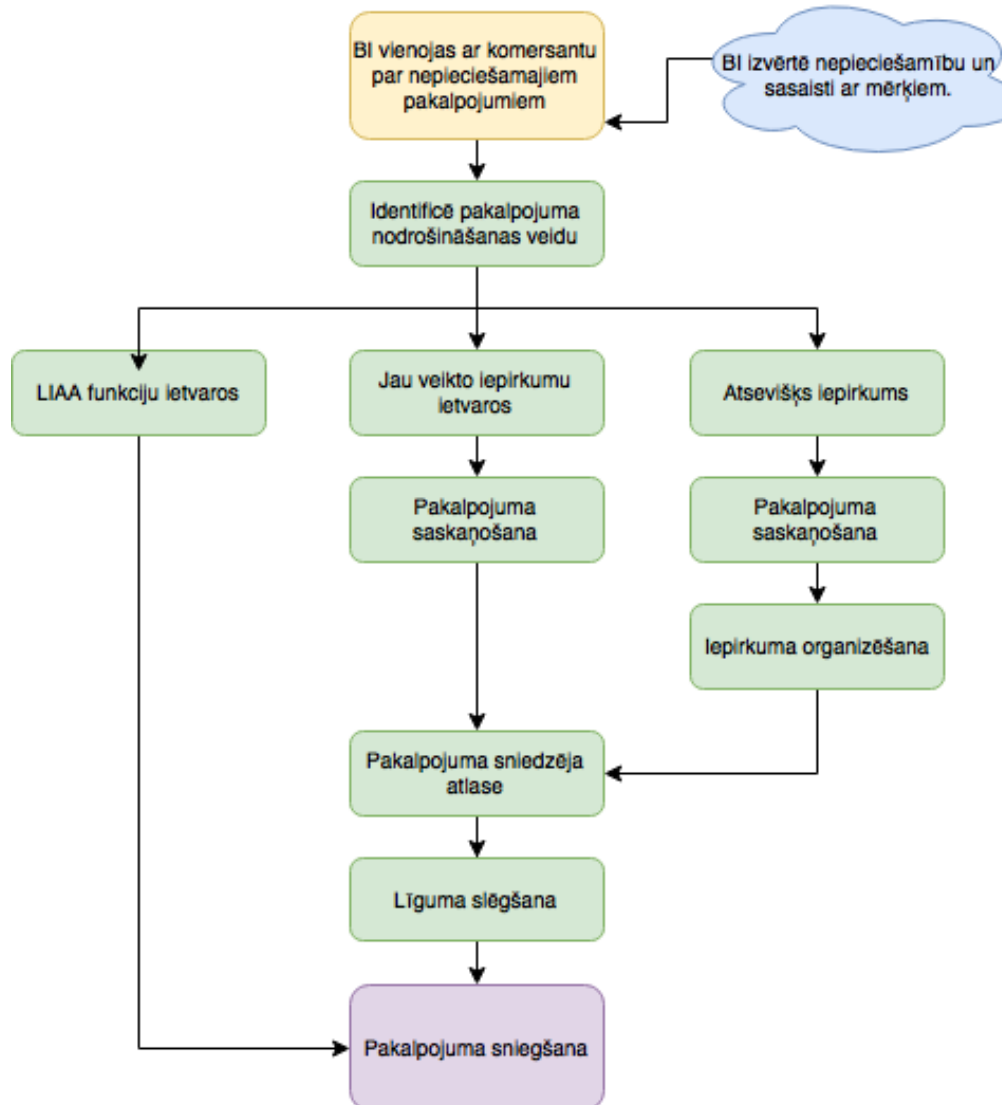 BI vienojas ar komersantu
par nepieciešamajiem
pakalpojumiem
BI izvērtē nepieciešamību un
sasaisti ar mērķiem.
Identificē pakalpojuma
nodrošināšanas veidu
LIAA funkciju ietvaros
Jau veikto iepirkumu
ietvaros
Atsevišķs iepirkums
Pakalpojuma
saskaņošana
Pakalpojuma
saskaņošana
Iepirkuma organizēšana
Pakalpojuma sniedzēja
atlase
Līguma slēgšana
Pakalpojuma sniegšana